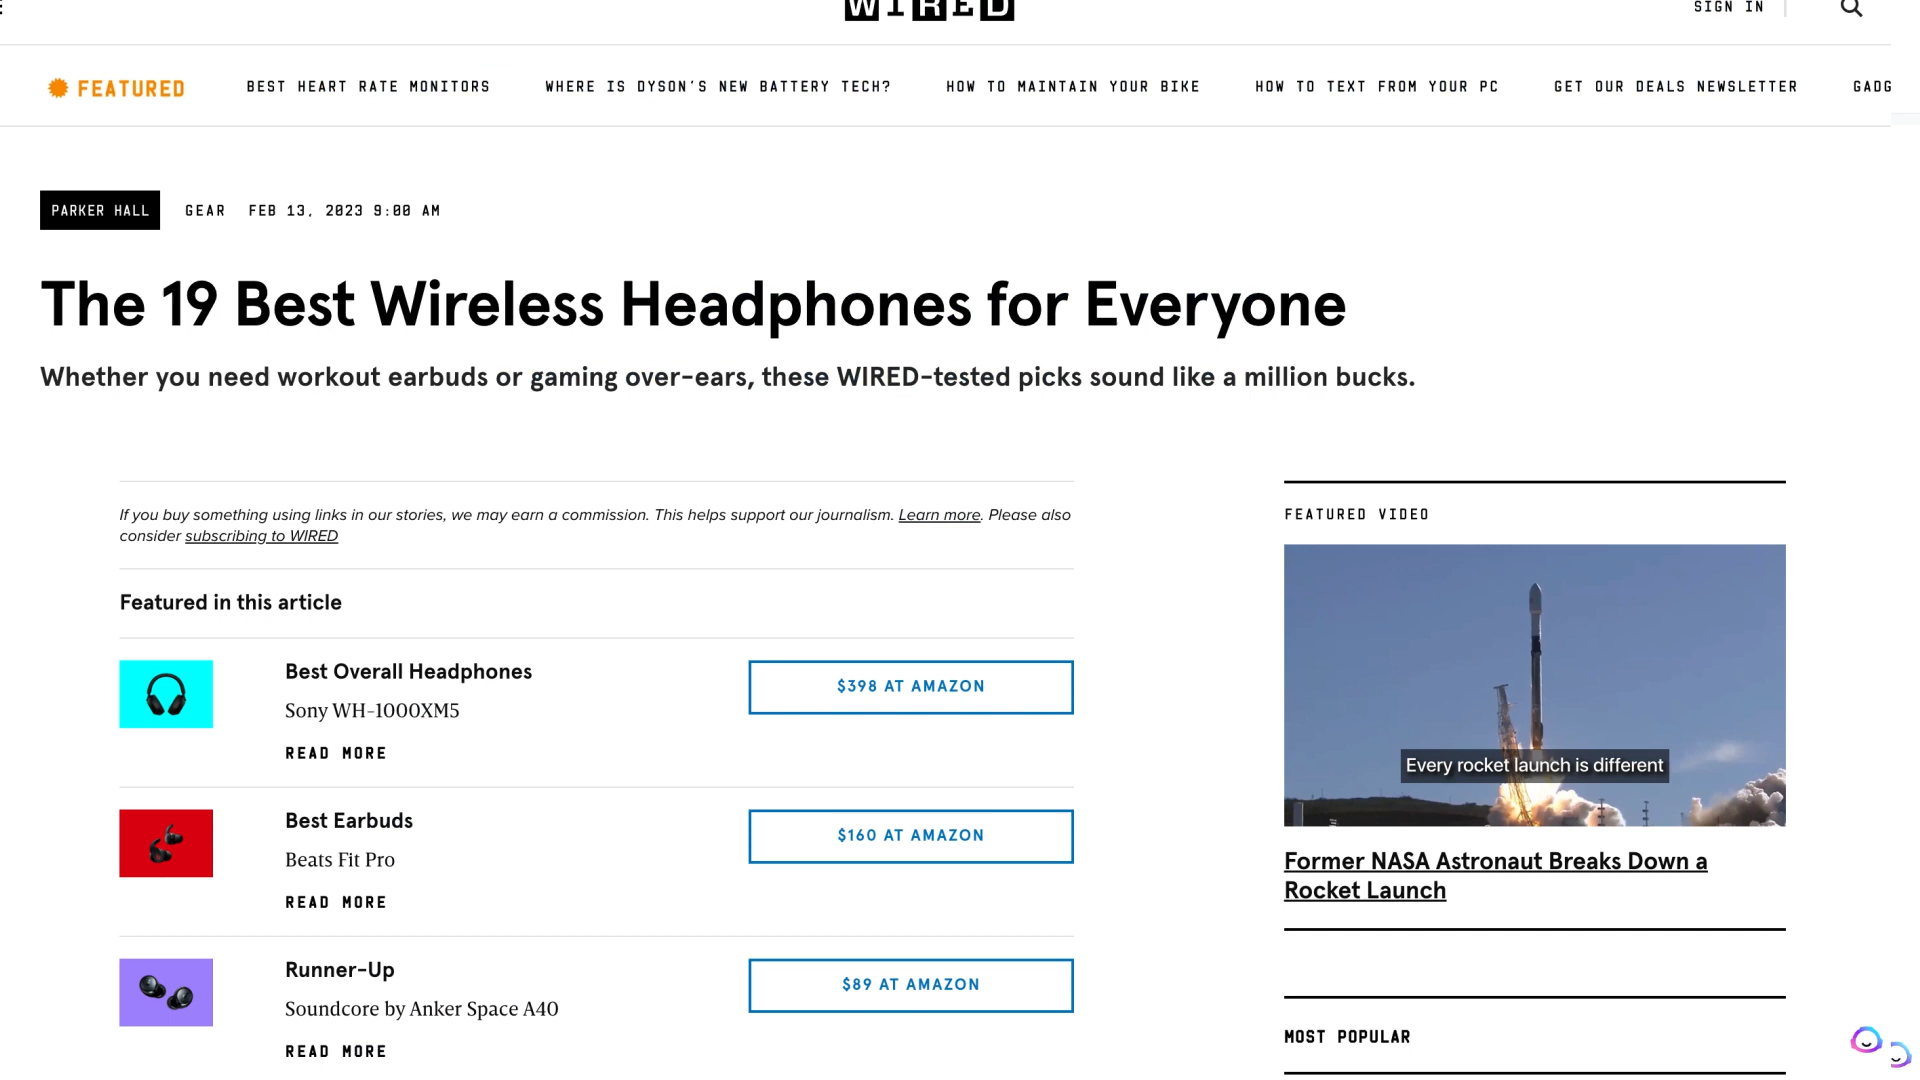 WIRED
SIGN IN
FEATURED
BEST HEART RATE MONITORS
WHERE IS DYSON'S NEW BATTERY TECH?
HOW TO MAINTAIN YOUR BIKE
HOW TO TEXT FROM YOUR PC
GET OUR DEALS NEWSLETTER
GADG
PARKER HALL
GEAR
FEB 13, 2023 9:00 AM
The 19 Best Wireless Headphones for Everyone
Whether you need workout earbuds or gaming over-ears, these WIRED-tested picks sound like a million bucks.
If you buy something using links in our stories, we may earn a commission. This helps support our journalism. Learn more. Please also
consider subscribing to WIRED
Featured in this article
Best Overall Headphones
Sony WH-1000XM5
READ MORE
$398 AT AMAZON
Best Earbuds
Beats Fit Pro
READ MORE
$160 AT AMAZON
Runner-Up
Soundcore by Anker Space A40
READ MORE
$89 AT AMAZON
FEATURED VIDEO
Every rocket launch is different
Former NASA Astronaut Breaks Down a
Rocket Launch
MOST POPULAR